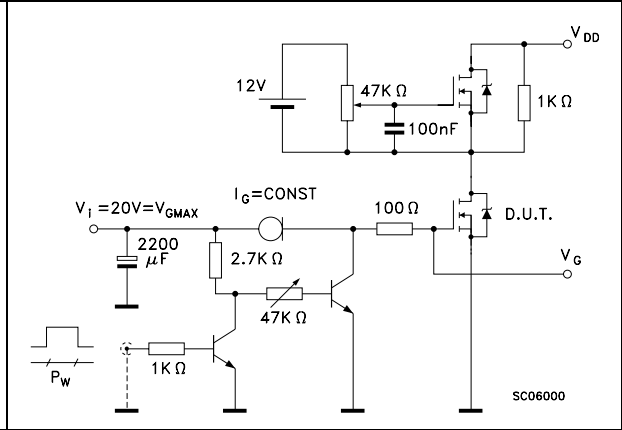 V DD
12V
47K Ω
1K Ω
100nF
I G =CONST
V i =20V=V GMAX
100 Ω
D.U.T.
2200
μF
2.7K Ω
V G
47K Ω
1K Ω
P W
SC06000